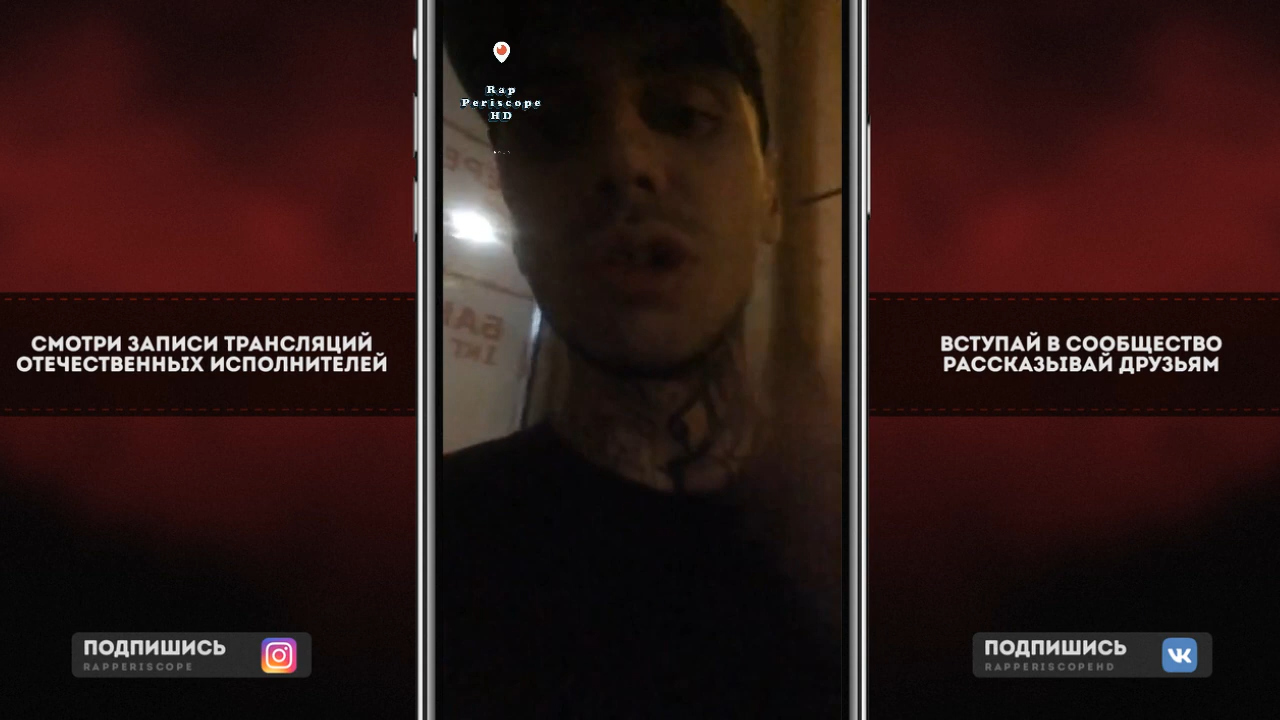 Rap
Periscope
HD
СМОТРИ ЗАПИСИ ТРАНСЛЯЦИЙ
ОТЕЧЕСТВЕННЫХ ИСПОЛНИТЕЛЕЙ
ВСТУПАЙ В СООБЩЕСТВО
РАССКАЗЫВАЙ ДРУЗЬЯМ
ПОДПИШИСЬ
RAPPERISCOPE
ПОДПИШИСЬ
RAPPERISCOPEHD